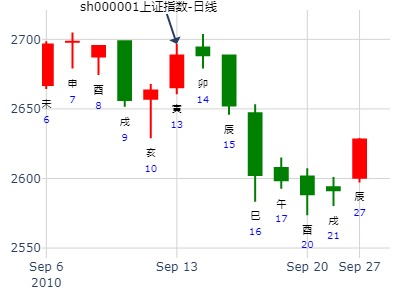 sh000001上证指数-日线
2700
2650
2600
2550
未
6
申
7
酉
8
戌
9
亥
10
寅
13
卯
14
辰
15
巳
16
午
17
酉
20
戌
21
辰
27
Sep 6
2010
Sep 13
Sep 20
Sep 27